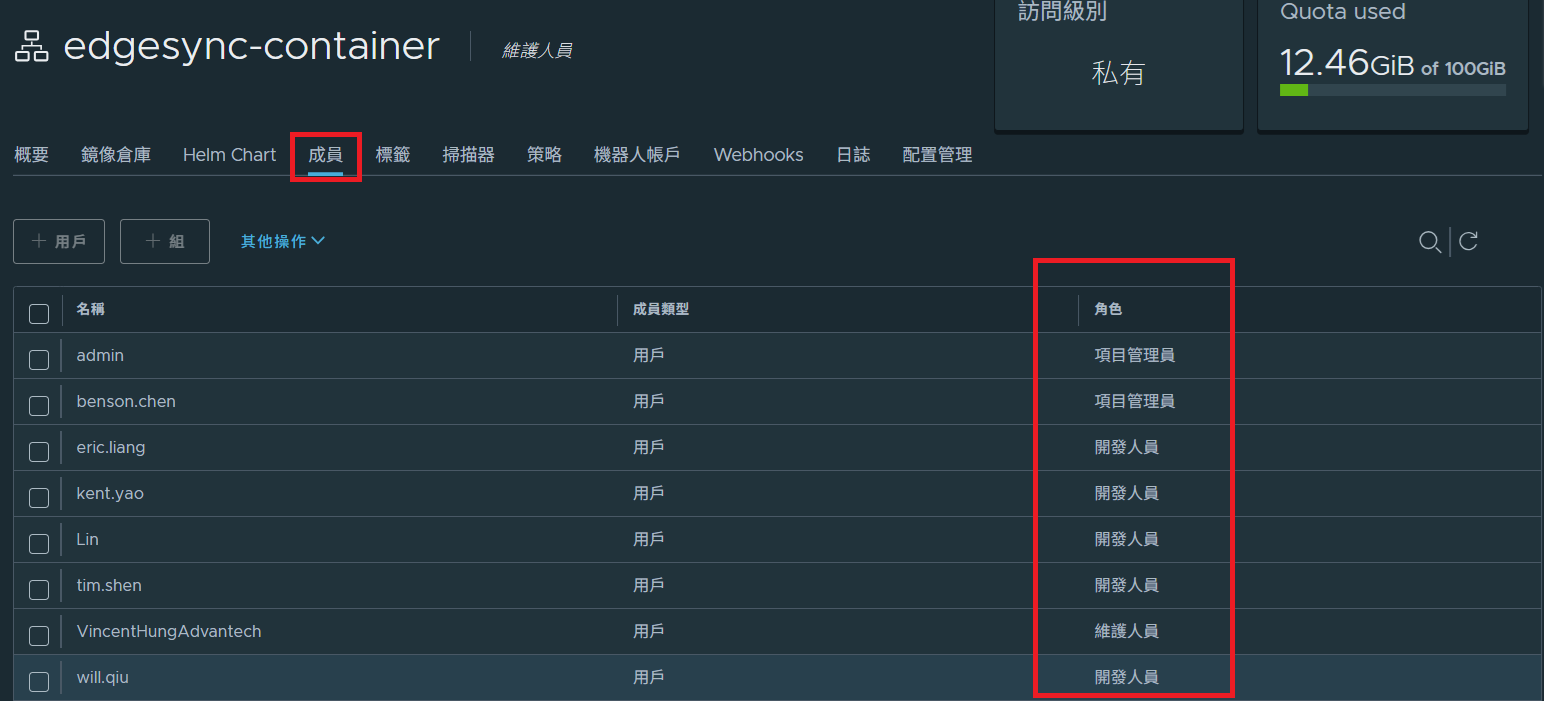 edgesync-container
維護人員
訪問級別
私有
Quota used
12.46GiB of 100GiB
概要 鏡像倉庫 Helm Chart 成員 標籤 掃描器 策略 機器人帳戶 Webhooks 日誌 配置管理
+ 用戶 + 組 其他操作
名稱 成員類型 角色
admin 用戶 項目管理員
benson.chen 用戶 項目管理員
eric.liang 用戶 開發人員
kent.yao 用戶 開發人員
Lin 用戶 開發人員
tim.shen 用戶 開發人員
VincentHungAdvantech 用戶 維護人員
will.qiu 用戶 開發人員